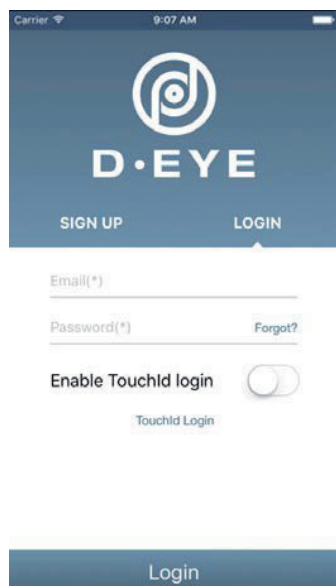 Carrier 9:07 AM
D·EYE
SIGN UP LOGIN
Email(*)
Password(*) Forgot?
Enable TouchId login
TouchId Login
Login